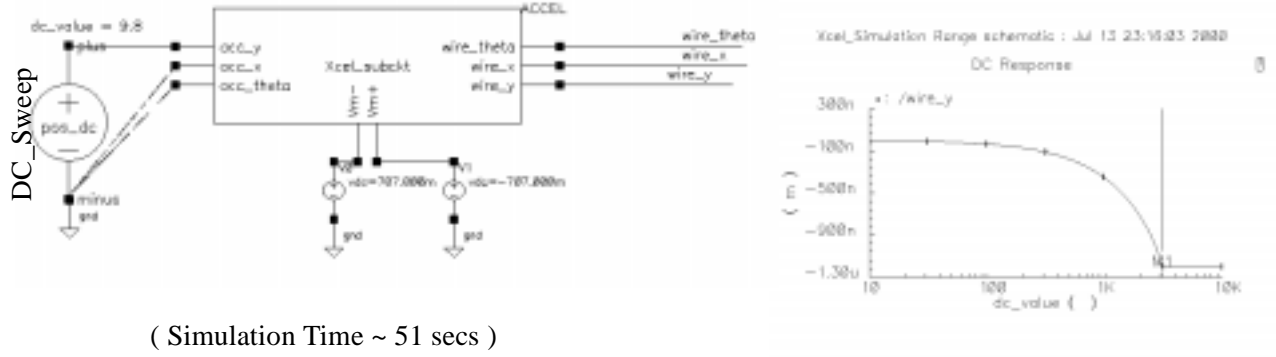 ACCEL
dc_value = 9.8
plus
DC_Sweep
pos_dc
minus
gnd
acc_y
acc_x
acc_theta
Xcel_subckt
wire_theta
wire_x
wire_y
Vm-
Vm+
wire_theta
wire_x
wire_y
V0
vdc=707.000m
gnd
V1
vdc=-707.000m
gnd
( Simulation Time ~ 51 secs )
Xcel_Simulation Range schematic : Jul 13 23:16:03 2000
DC Response
: /wire_y
300n
-100n
-500n
-900n
-1.30u
( m )
10
100
1K
10K
dc_value ( )